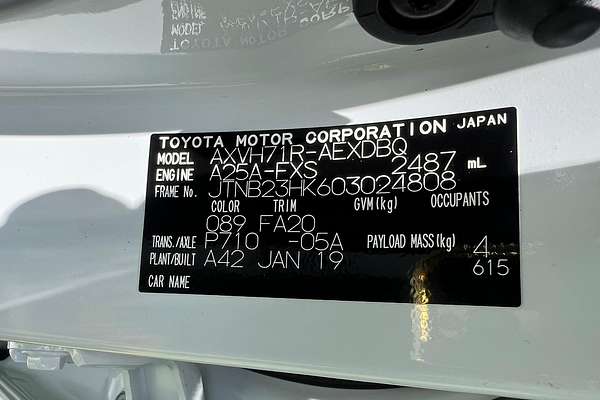 TOYOTA MOTOR CORPORATION JAPAN
MODEL AXVH71R-AEXDBQ
ENGINE A25A-FXS 2487 mL
FRAME No. JTNB23HK603024808
COLOR TRIM GVM(kg) OCCUPANTS
089 FA20
TRANS./AXLE P710 -05A PAYLOAD MASS(kg) 4
PLANT/BUILT A42 JAN 19 615
CAR NAME